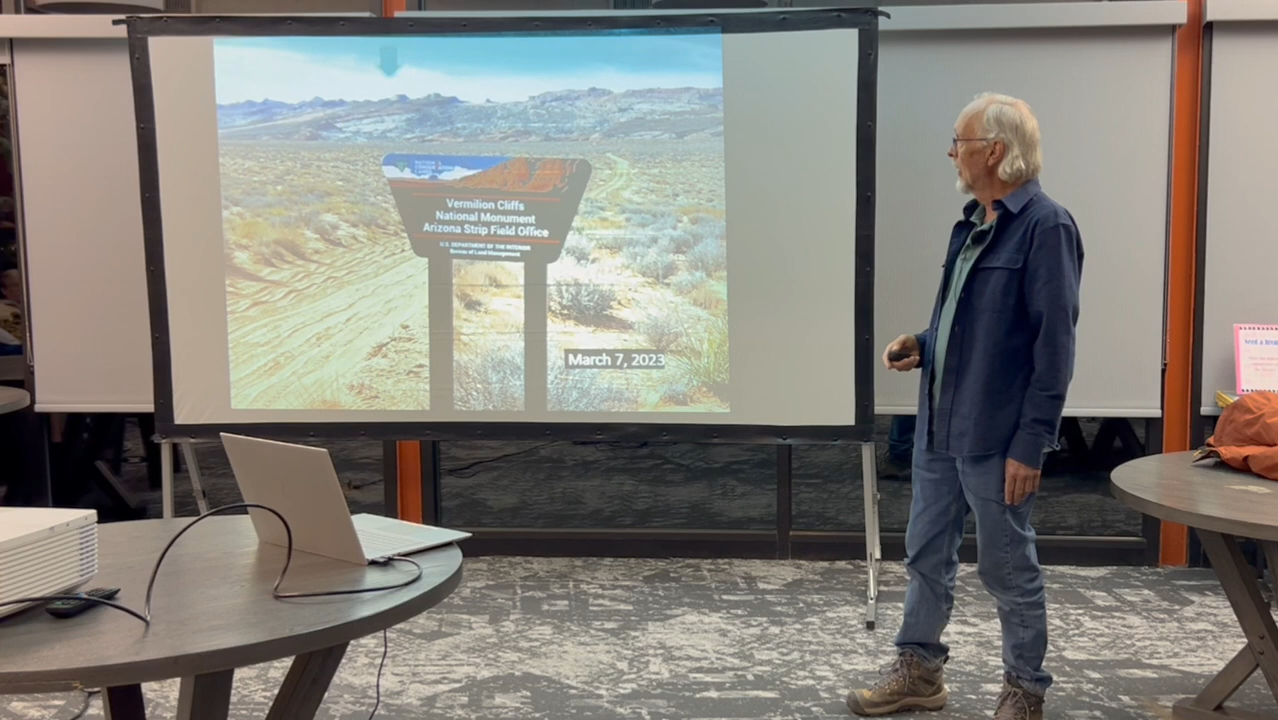 Vermilion Cliffs
National Monument
Arizona Strip Field Office
U.S. DEPARTMENT OF THE INTERIOR
Bureau of Land Management
March 7, 2023